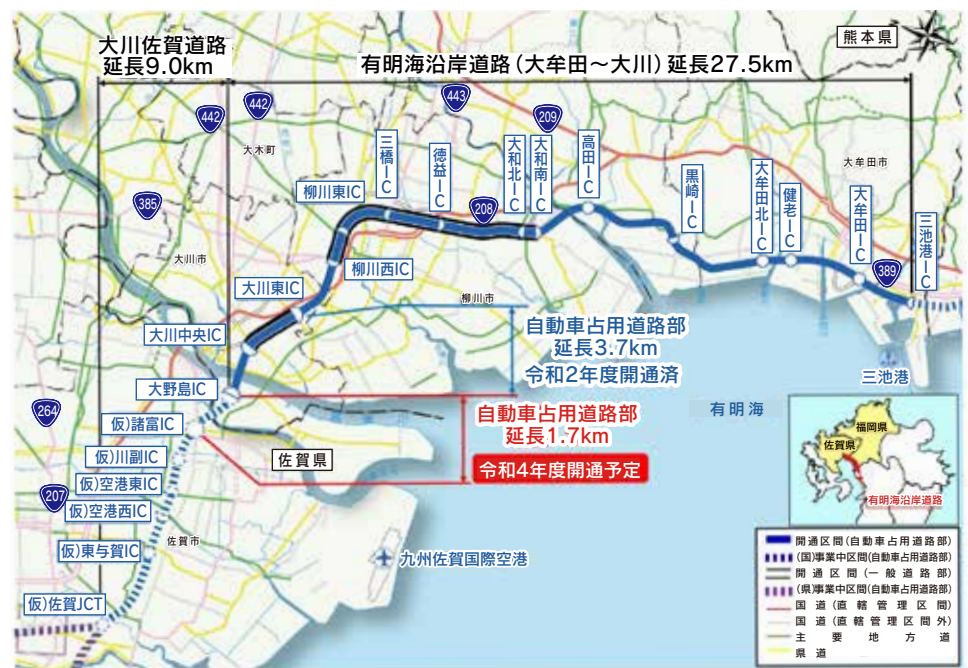 大川佐賀道路
延長9.0km
有明海沿岸道路(大牟田～大川)延長27.5km
熊本県
442
442
443
209
385
208
389
264
207
大木町
大牟田市
大川市
柳川市
佐賀市
三橋IC
徳益IC
大和北IC
大和南IC
高田IC
黒崎IC
大牟田北IC
健老IC
大牟田IC
三池港IC
柳川東IC
柳川西IC
大川東IC
大川中央IC
大野島IC
仮)諸富IC
仮)川副IC
仮)空港東IC
仮)空港西IC
仮)東与賀IC
仮)佐賀JCT
自動車占用道路部
延長3.7km
令和2年度開通済
自動車占用道路部
延長1.7km
令和4年度開通予定
佐賀県
有明海
三池港
九州佐賀国際空港
福岡県
佐賀県
有明海沿岸道路
開通区間(自動車占用道路部)
(国)事業中区間(自動車占用道路部)
開通区間(一般道路部)
(県)事業中区間(自動車占用道路部)
国道(直轄管理区間)
国道(直轄管理区間外)
主要地方道
県道